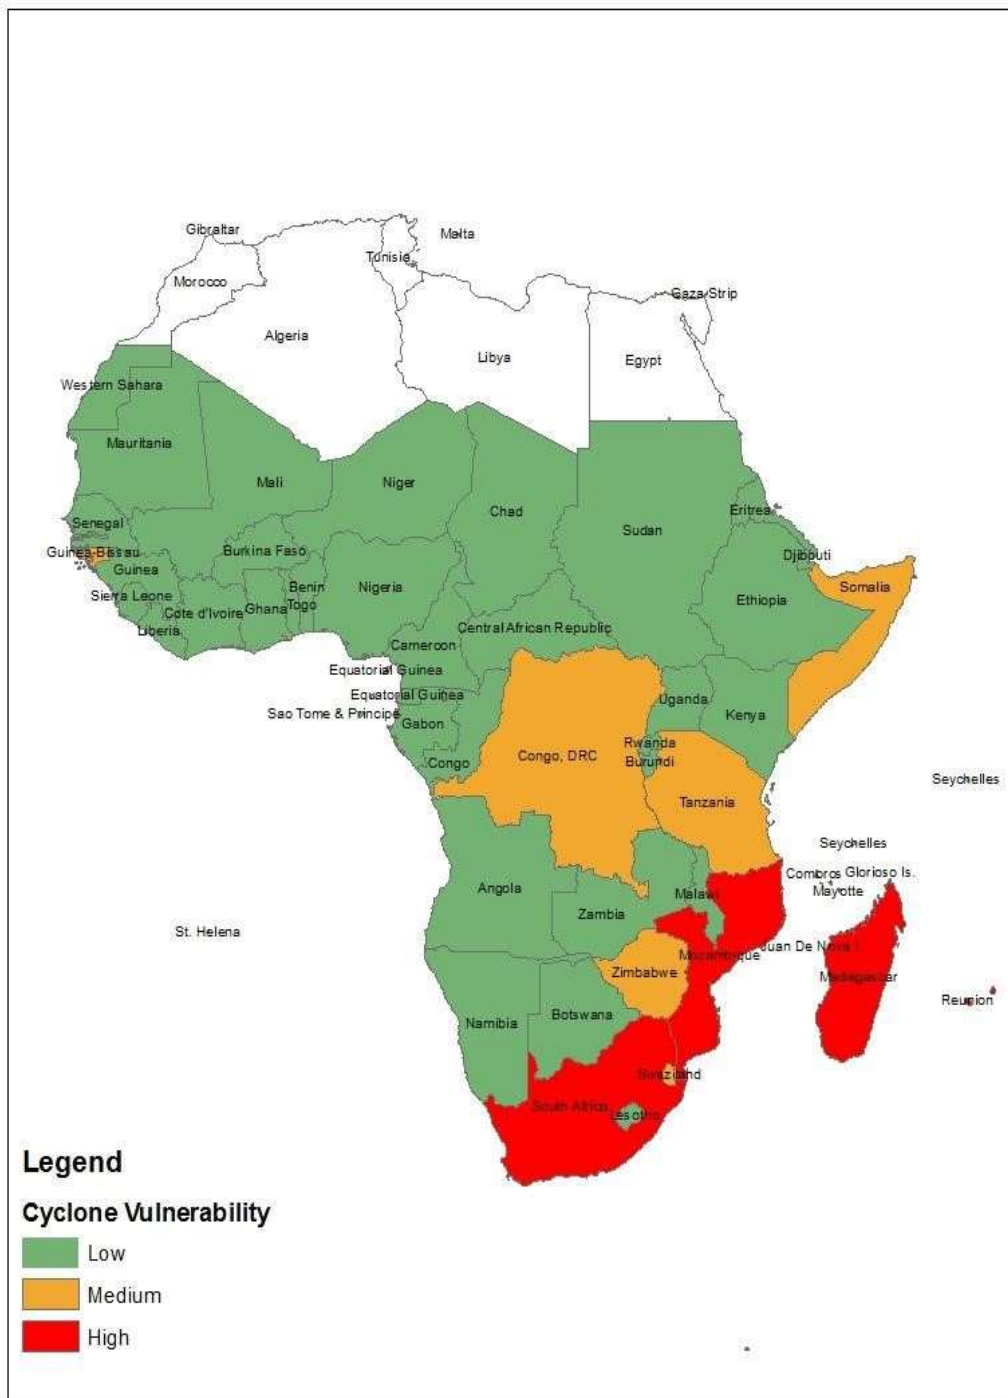 Gibraltar
Malta
Tunisia
Morocco
Gaza Strip
Algeria
Libya
Egypt
Western Sahara
Mauritania
Mali
Niger
Chad
Sudan
Eritrea
Senegal
Guinea-Bissau
Burkina Faso
Djibouti
Guinea
Benin
Nigeria
Somalia
Sierra Leone
Cote d'Ivoire
Ghana
Togo
Ethiopia
Liberia
Central African Republic
Cameroon
Equatorial Guinea
Equatorial Guinea
Uganda
Sao Tome & Principe
Gabon
Kenya
Rwanda
Congo
Congo, DRC
Burundi
Seychelles
Tanzania
Seychelles
Comoros
Glorioso Is.
Mayotte
Angola
Malawi
Zambia
St. Helena
Juan De Nova I.
Mozambique
Zimbabwe
Madagascar
Reunion
Botswana
Namibia
Swaziland
South Africa
Lesotho
Legend
Cyclone Vulnerability
Low
Medium
High